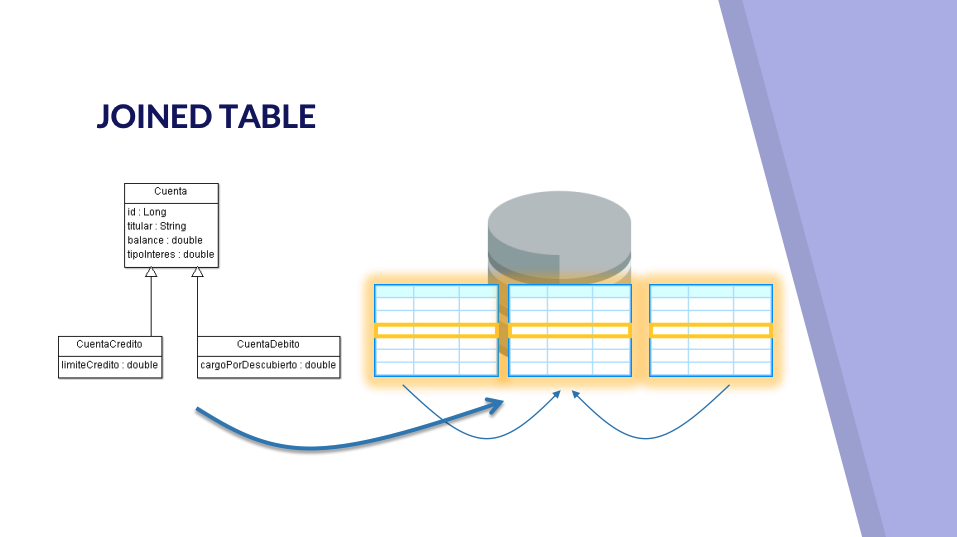 JOINED TABLE
Cuenta
id : Long
titular : String
balance : double
tipoInteres : double
CuentaCredito
limiteCredito : double
CuentaDebito
cargoPorDescubierto : double